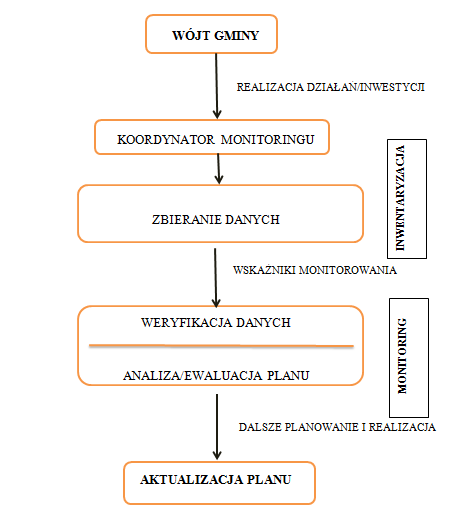 WÓJT GMINY
REALIZACJA DZIAŁAŃ/INWESTYCJI
KOORDYNATOR MONITORINGU
INWENTARYZACJA
ZBIERANIE DANYCH
WSKAŹNIKI MONITOROWANIA
WERYFIKACJA DANYCH
MONITORING
ANALIZA/EWALUACJA PLANU
DALSZE PLANOWANIE I REALIZACJA
AKTUALIZACJA PLANU